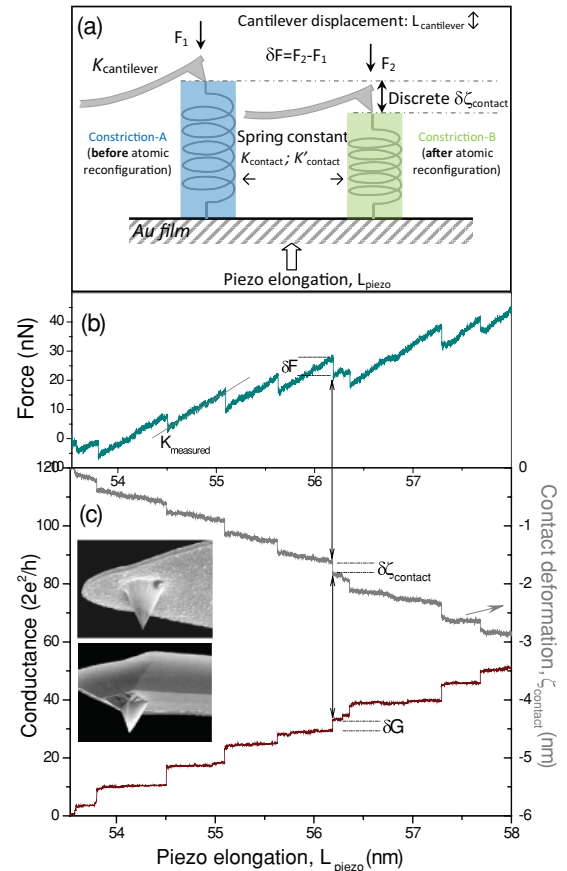 (a)
Cantilever displacement: L_cantilever
F₁
δF=F₂-F₁
F₂
K_cantilever
Discrete δζ_contact
Constriction-A
(before atomic
reconfiguration)
Spring constant
K_contact ; K'_contact
Constriction-B
(after atomic
reconfiguration)
Au film
Piezo elongation, L_piezo
(b)
Force (nN)
40
30
20
10
0
-10
δF
K_measured
54 55 56 57 58
(c)
Conductance (2e²/h)
120
100
80
60
40
20
0
δζ_contact
δG
0
-1
-2
-3
-4
-5
-6
Contact deformation, ζ_contact (nm)
54 55 56 57 58
Piezo elongation, L_piezo (nm)